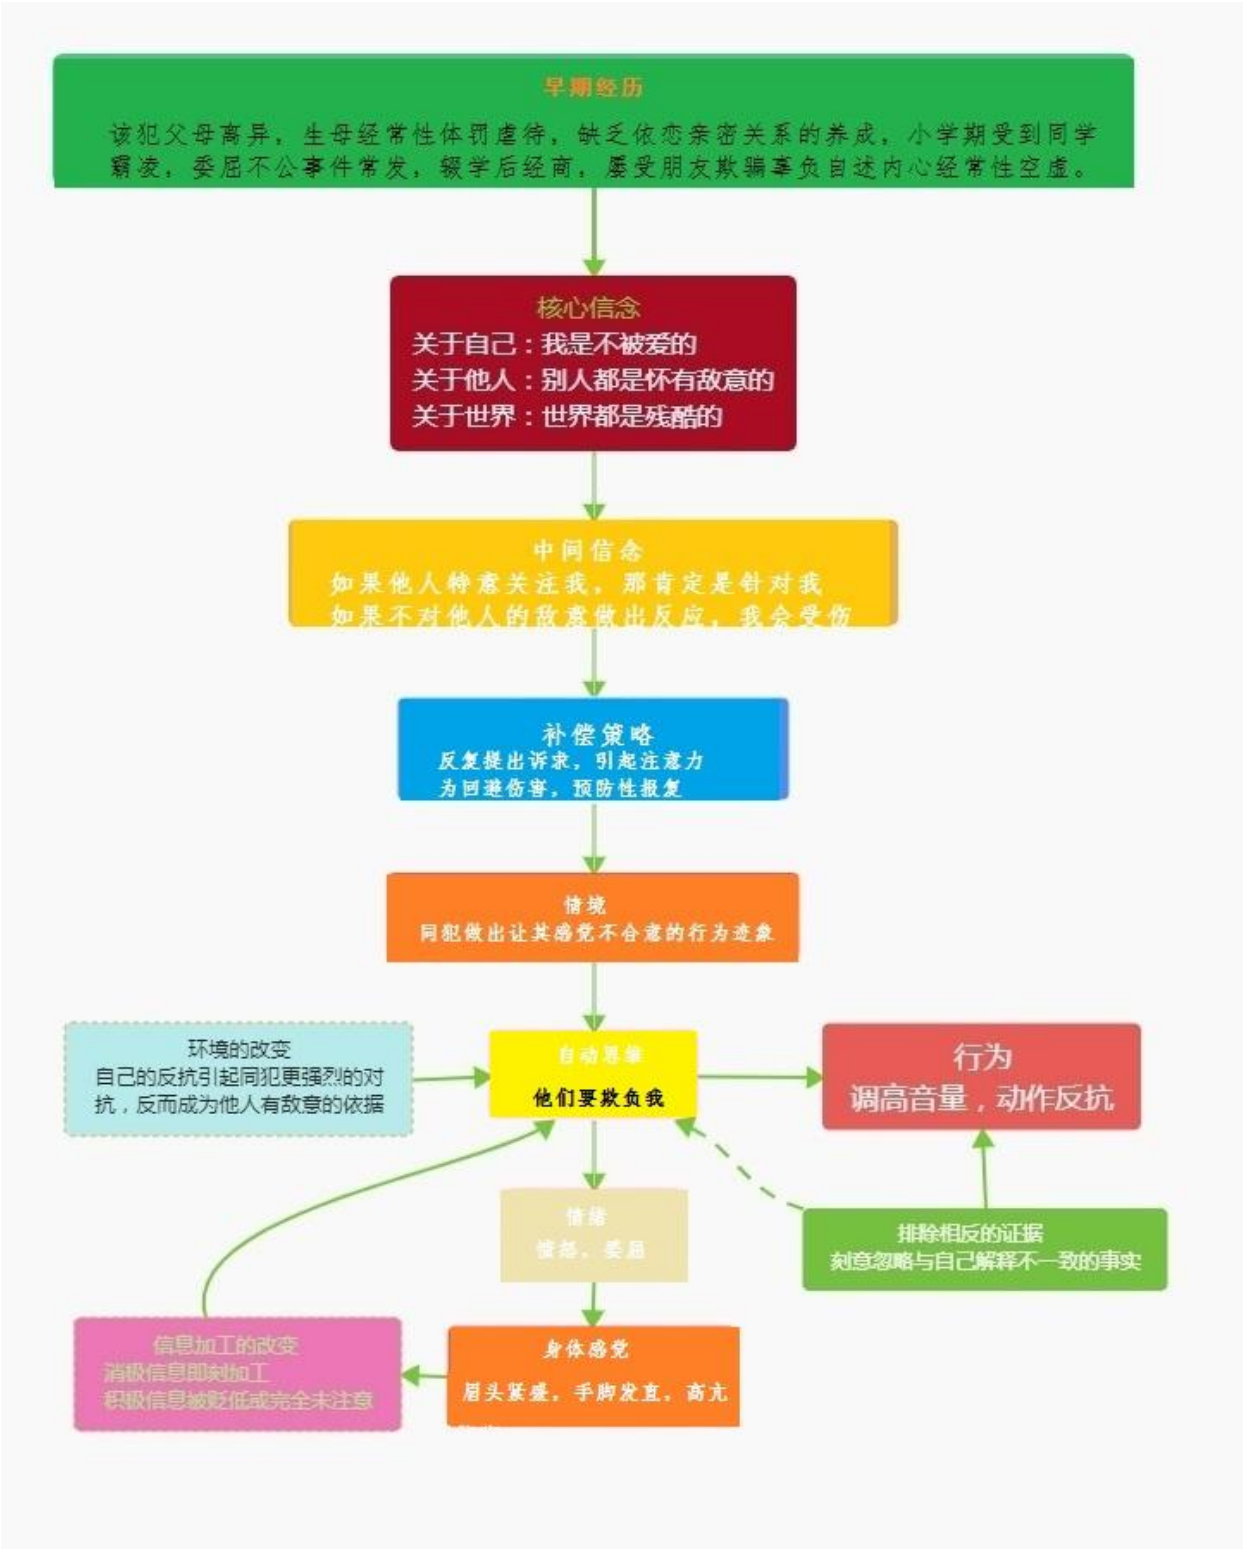 早期经历
该犯父母离异，生母经常性体罚虐待，缺乏依恋亲密关系的养成，小学期受到同学
霸凌，委屈不公事件常发，辍学后经商，屡受朋友欺骗辜负自述内心经常性空虚。
核心信念
关于自己：我是不被爱的
关于他人：别人都是怀有敌意的
关于世界：世界都是残酷的
中间信念
如果他人特意关注我，那肯定是针对我
如果不对他人的敌意做出反应，我会受伤
补偿策略
反复提出诉求，引起注意力
为回避伤害，预防性报复
情境
同犯做出让其感觉不合意的行为迹象
环境的改变
自己的反抗引起同犯更强烈的对
抗，反而成为他人有敌意的依据
自动思维
他们要欺负我
行为
调高音量，动作反抗
情绪
愤怒，委屈
排除相反的证据
刻意忽略与自己解释不一致的事实
信息加工的改变
消极信息即刻加工
积极信息被贬低或完全未注意
身体感觉
眉头紧蹙，手脚发直，高亢